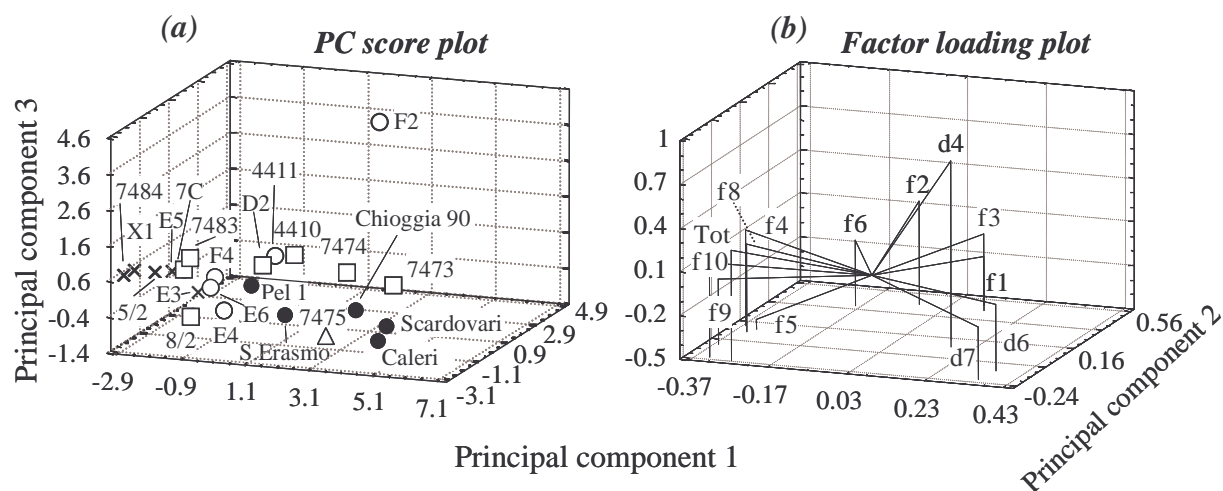 (a) PC score plot
Principal component 3
4.6
3.6
2.6
1.6
0.6
-0.4
-1.4
-2.9
-0.9
1.1
3.1
5.1
7.1
-3.1
-1.1
0.9
2.9
4.9
F2
4411
7484
7C
D2
X1
E5
7483
4410
Chioggia 90
7474
7473
F4
5/2
E3
Pel 1
8/2
E4
E6
7475
S.Erasmo
Scardovari
Caleri
(b) Factor loading plot
1
0.7
0.4
0.1
-0.2
-0.5
-0.37
-0.17
0.03
0.23
0.43
-0.24
0.16
0.56
d4
f2
f8
f4
f6
f3
Tot
f10
f1
f9
f5
d7
d6
Principal component 2
Principal component 1